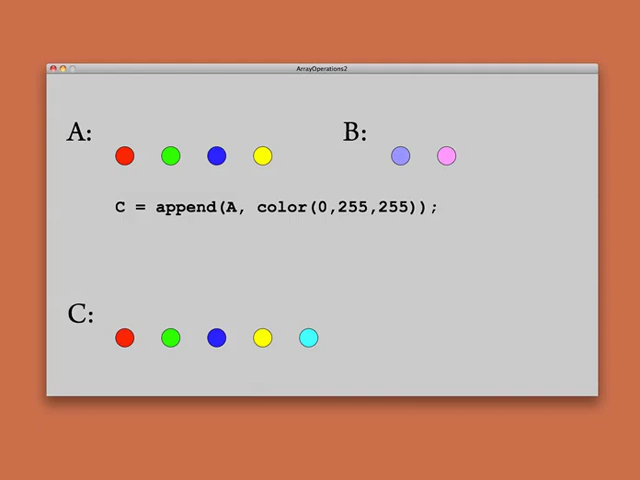 ArrayOperations2
A:
B:
C = append(A, color(0,255,255));
C: